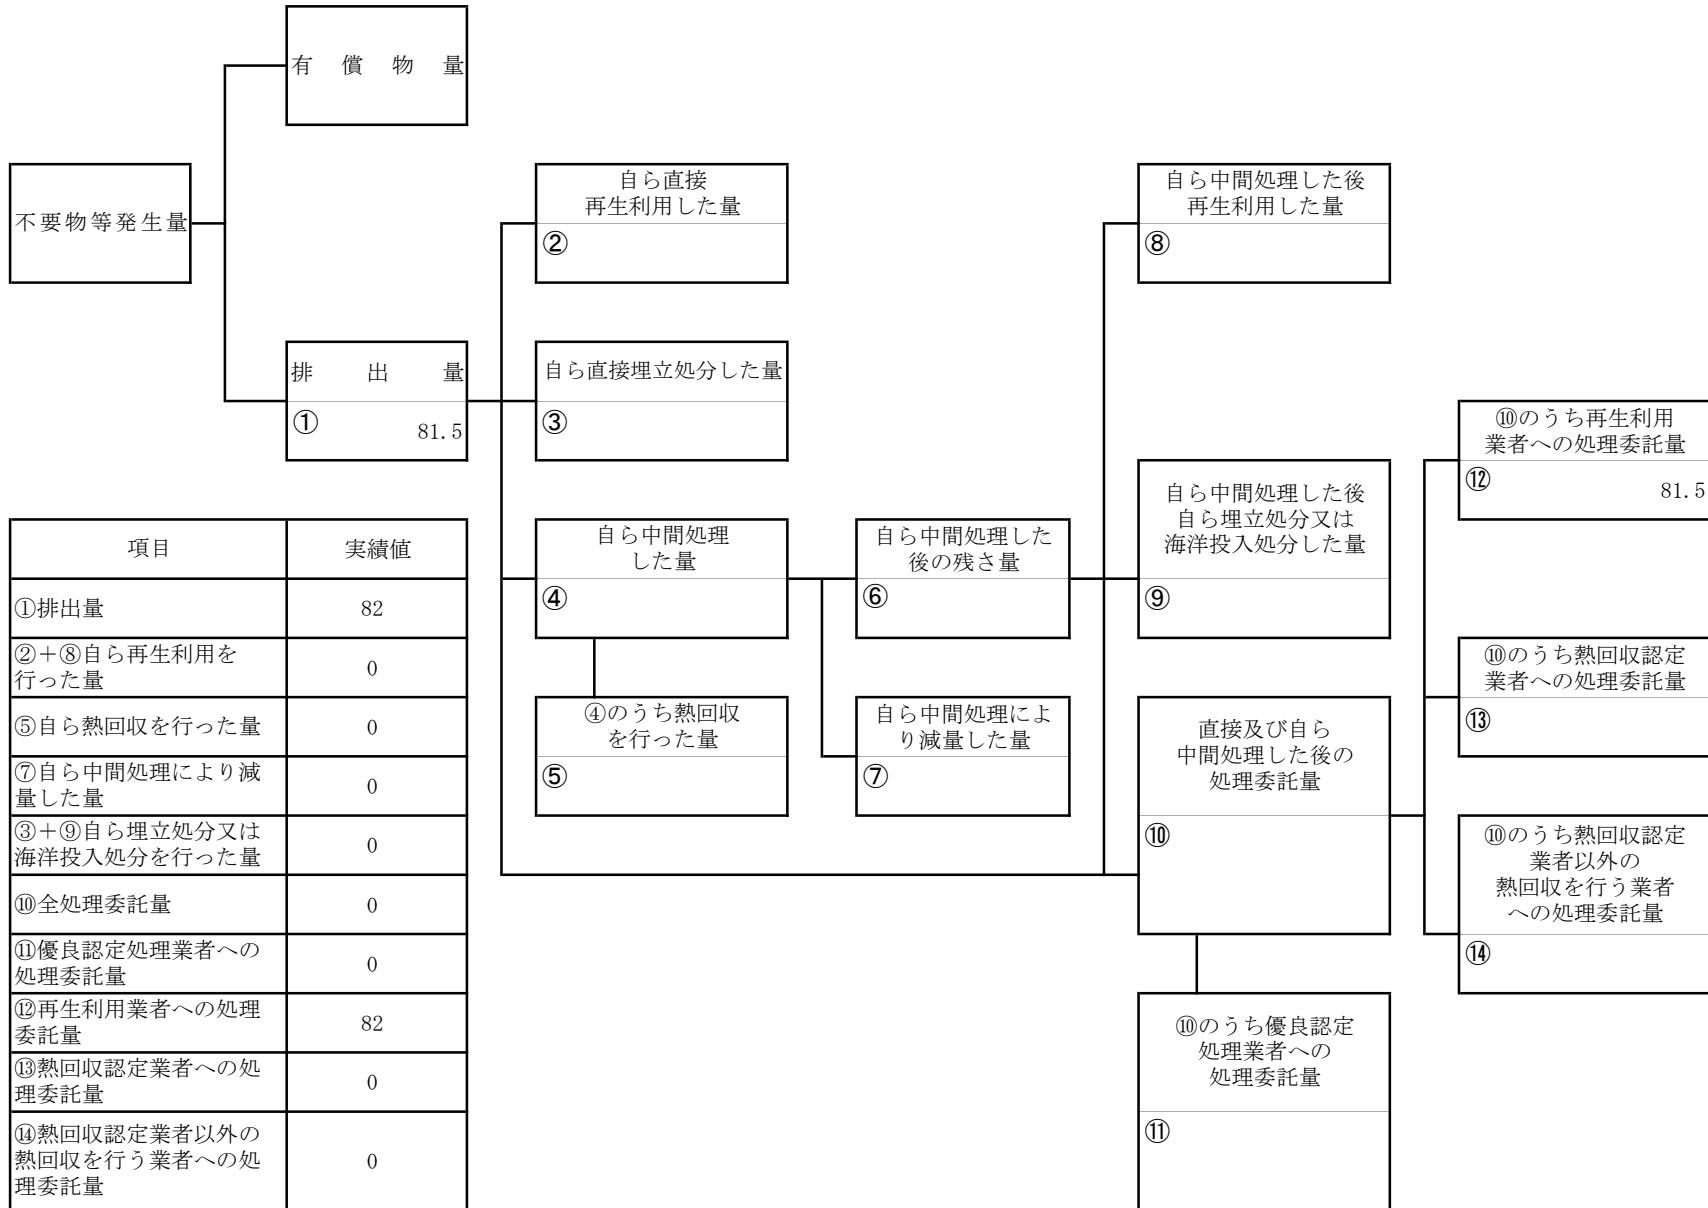 有償物量
不要物等発生量
排出量
① 81.5
自ら直接
再生利用した量
②
自ら直接埋立処分した量
③
自ら中間処理
した量
④
④のうち熱回収
を行った量
⑤
自ら中間処理した
後の残さ量
⑥
自ら中間処理によ
り減量した量
⑦
自ら中間処理した後
再生利用した量
⑧
自ら中間処理した後
自ら埋立処分又は
海洋投入処分した量
⑨
直接及び自ら
中間処理した後の
処理委託量
⑩
⑩のうち優良認定
処理業者への
処理委託量
⑪
⑩のうち再生利用
業者への処理委託量
⑫ 81.5
⑩のうち熱回収認定
業者への処理委託量
⑬
⑩のうち熱回収認定
業者以外の
熱回収を行う業者
への処理委託量
⑭
項目 実績値
①排出量 82
②+⑧自ら再生利用を
行った量 0
⑤自ら熱回収を行った量 0
⑦自ら中間処理により減
量した量 0
③+⑨自ら埋立処分又は
海洋投入処分を行った量 0
⑩全処理委託量 0
⑪優良認定処理業者への
処理委託量 0
⑫再生利用業者への処理
委託量 82
⑬熱回収認定業者への処
理委託量 0
⑭熱回収認定業者以外の
熱回収を行う業者への処
理委託量 0